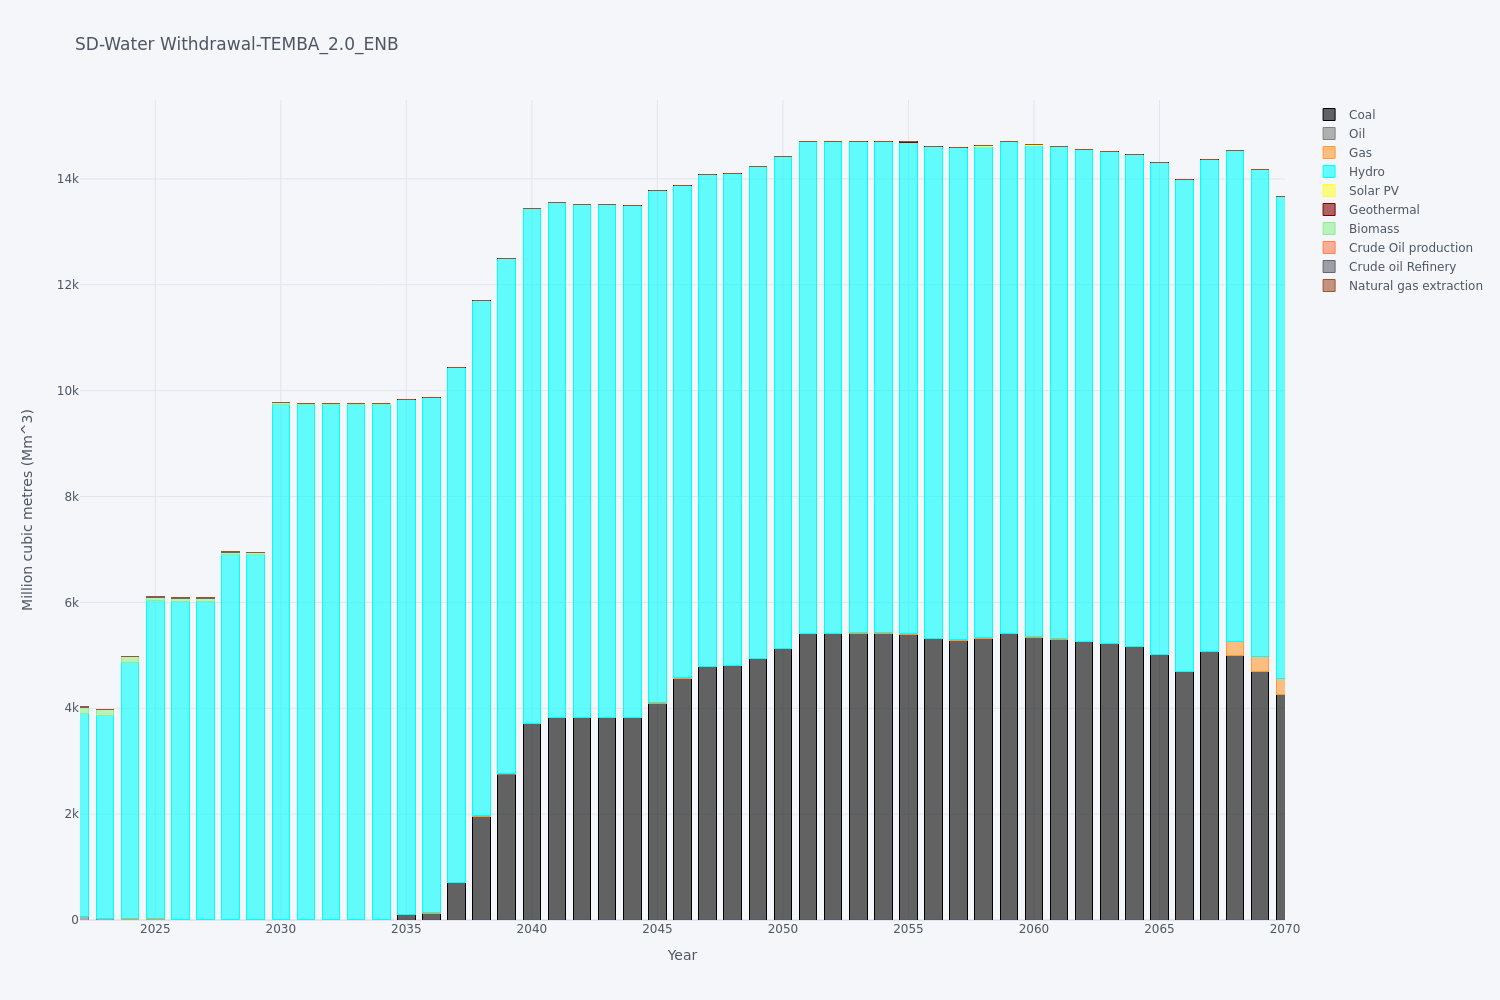 SD-Water Withdrawal-TEMBA_2.0_ENB
Coal
Oil
Gas
Hydro
Solar PV
Geothermal
Biomass
Crude Oil production
Crude oil Refinery
Natural gas extraction
14k
12k
10k
8k
6k
4k
2k
0
Million cubic metres (Mm^3)
2025
2030
2035
2040
2045
2050
2055
2060
2065
2070
Year